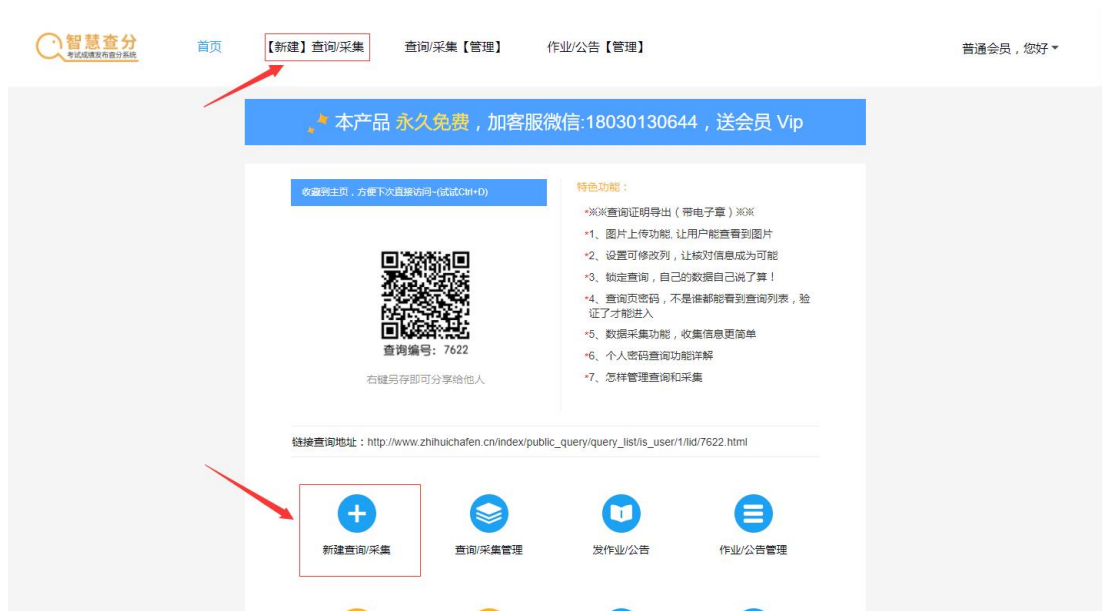 智慧查分
考试成绩发布查分系统
首页
【新建】查询/采集
查询/采集【管理】
作业/公告【管理】
普通会员，您好
本产品 永久免费，加客服微信:18030130644，送会员 Vip
收藏到主页，方便下次直接访问~(试试Ctrl+D)
查询编号: 7622
右键另存即可分享给他人
特色功能：
*※※查询证明导出（带电子章）※※
*1、图片上传功能, 让用户能查看到图片
*2、设置可修改列，让核对信息成为可能
*3、锁定查询，自己的数据自己说了算！
*4、查询页密码，不是谁都能看到查询列表，验
证了才能进入
*5、数据采集功能，收集信息更简单
*6、个人密码查询功能详解
*7、怎样管理查询和采集
链接查询地址：http://www.zhihuichafen.cn/index/public_query/query_list/is_user/1/lid/7622.html
新建查询/采集
查询/采集管理
发作业/公告
作业/公告管理